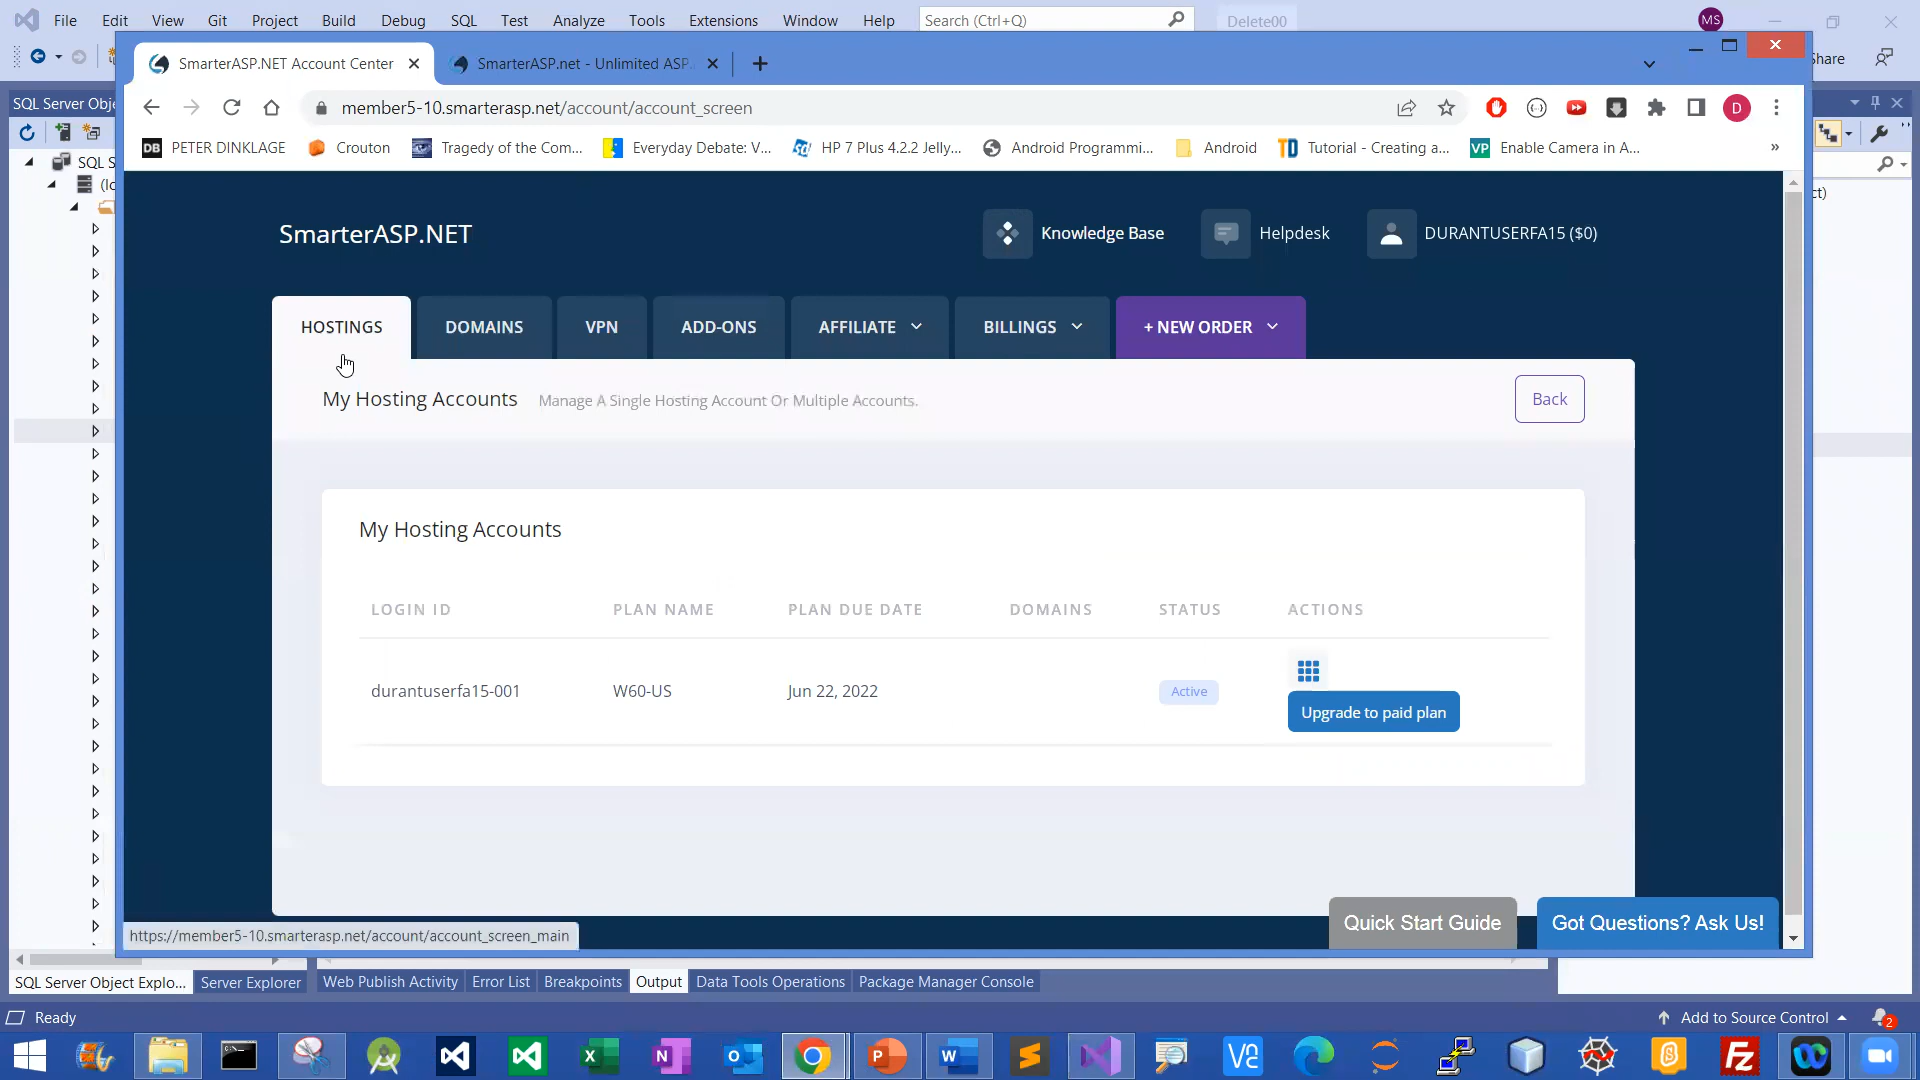 File Edit View Git Project Build Debug SQL Test Analyze Tools Extensions Window Help Search (Ctrl+Q) Delete00 MS
SmarterASP.NET Account Center SmarterASP.net - Unlimited ASP.
Share
SQL Server Obje
member5-10.smarterasp.net/account/account_screen D
DB PETER DINKLAGE Crouton Tragedy of the Com... Everyday Debate: V... HP 7 Plus 4.2.2 Jelly... Android Programmi... Android TD Tutorial - Creating a... VP Enable Camera in A... »
SQL S
SmarterASP.NET Knowledge Base Helpdesk DURANTUSERFA15 ($0)
HOSTINGS DOMAINS VPN ADD-ONS AFFILIATE BILLINGS + NEW ORDER
My Hosting Accounts Manage A Single Hosting Account Or Multiple Accounts. Back
My Hosting Accounts
LOGIN ID PLAN NAME PLAN DUE DATE DOMAINS STATUS ACTIONS
durantuserfa15-001 W60-US Jun 22, 2022 Active
Upgrade to paid plan
Quick Start Guide Got Questions? Ask Us!
https://member5-10.smarterasp.net/account/account_screen_main
SQL Server Object Explo... Server Explorer Web Publish Activity Error List Breakpoints Output Data Tools Operations Package Manager Console
Ready Add to Source Control 2